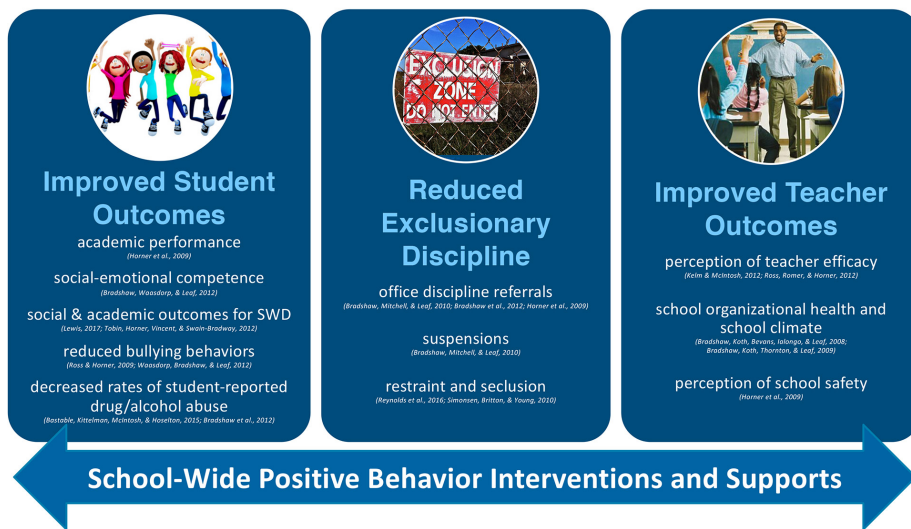 Improved Student
Outcomes
academic performance
(Horner et al., 2009)
social-emotional competence
(Bradshaw, Waasdorp, & Leaf, 2012)
social & academic outcomes for SWD
(Lewis, 2017; Tobin, Horner, Vincent, & Swain-Bradway, 2012)
reduced bullying behaviors
(Ross & Horner, 2009; Waasdorp, Bradshaw, & Leaf, 2012)
decreased rates of student-reported
drug/alcohol abuse
(Bastable, Kittelman, McIntosh, & Hoselton, 2015; Bradshaw et al., 2012)
EXCLUSION
ZONE
DO NOT ENTER
Reduced
Exclusionary
Discipline
office discipline referrals
(Bradshaw, Mitchell, & Leaf, 2010; Bradshaw et al., 2012; Horner et al., 2009)
suspensions
(Bradshaw, Mitchell, & Leaf, 2010)
restraint and seclusion
(Reynolds et al., 2016; Simonsen, Britton, & Young, 2010)
Improved Teacher
Outcomes
perception of teacher efficacy
(Kelm & McIntosh, 2012; Ross, Romer, & Horner, 2012)
school organizational health and
school climate
(Bradshaw, Koth, Bevans, Ialongo, & Leaf, 2008;
Bradshaw, Koth, Thornton, & Leaf, 2009)
perception of school safety
(Horner et al., 2009)
School-Wide Positive Behavior Interventions and Supports